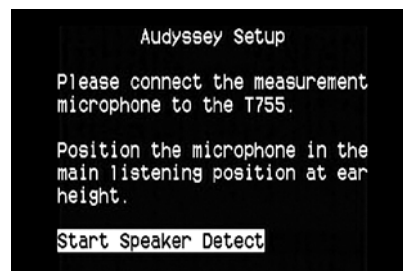 Audyssey Setup
Please connect the measurement
microphone to the T755.
Position the microphone in the
main listening position at ear
height.
Start Speaker Detect